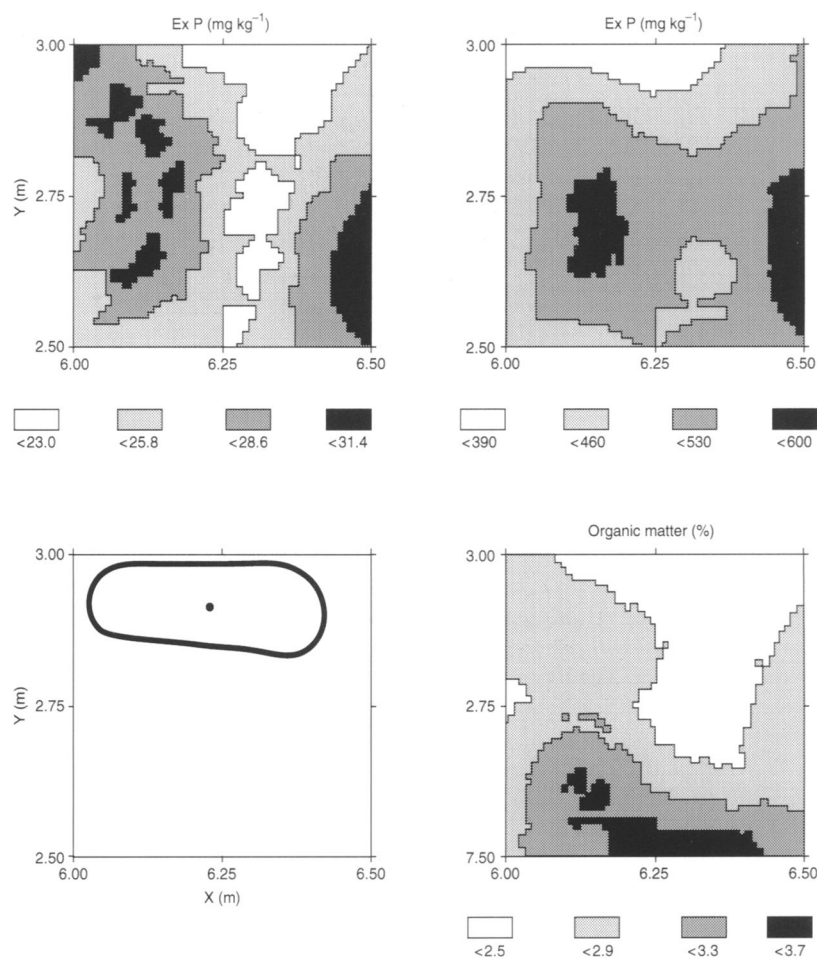 Ex P (mg kg⁻¹)
3.00
2.75
2.50
Y (m)
6.00 6.25 6.50
<23.0 <25.8 <28.6 <31.4
Ex P (mg kg⁻¹)
3.00
2.75
2.50
6.00 6.25 6.50
<390 <460 <530 <600
3.00
2.75
2.50
Y (m)
6.00 6.25 6.50
X (m)
Organic matter (%)
3.00
2.75
7.50
6.00 6.25 6.50
<2.5 <2.9 <3.3 <3.7